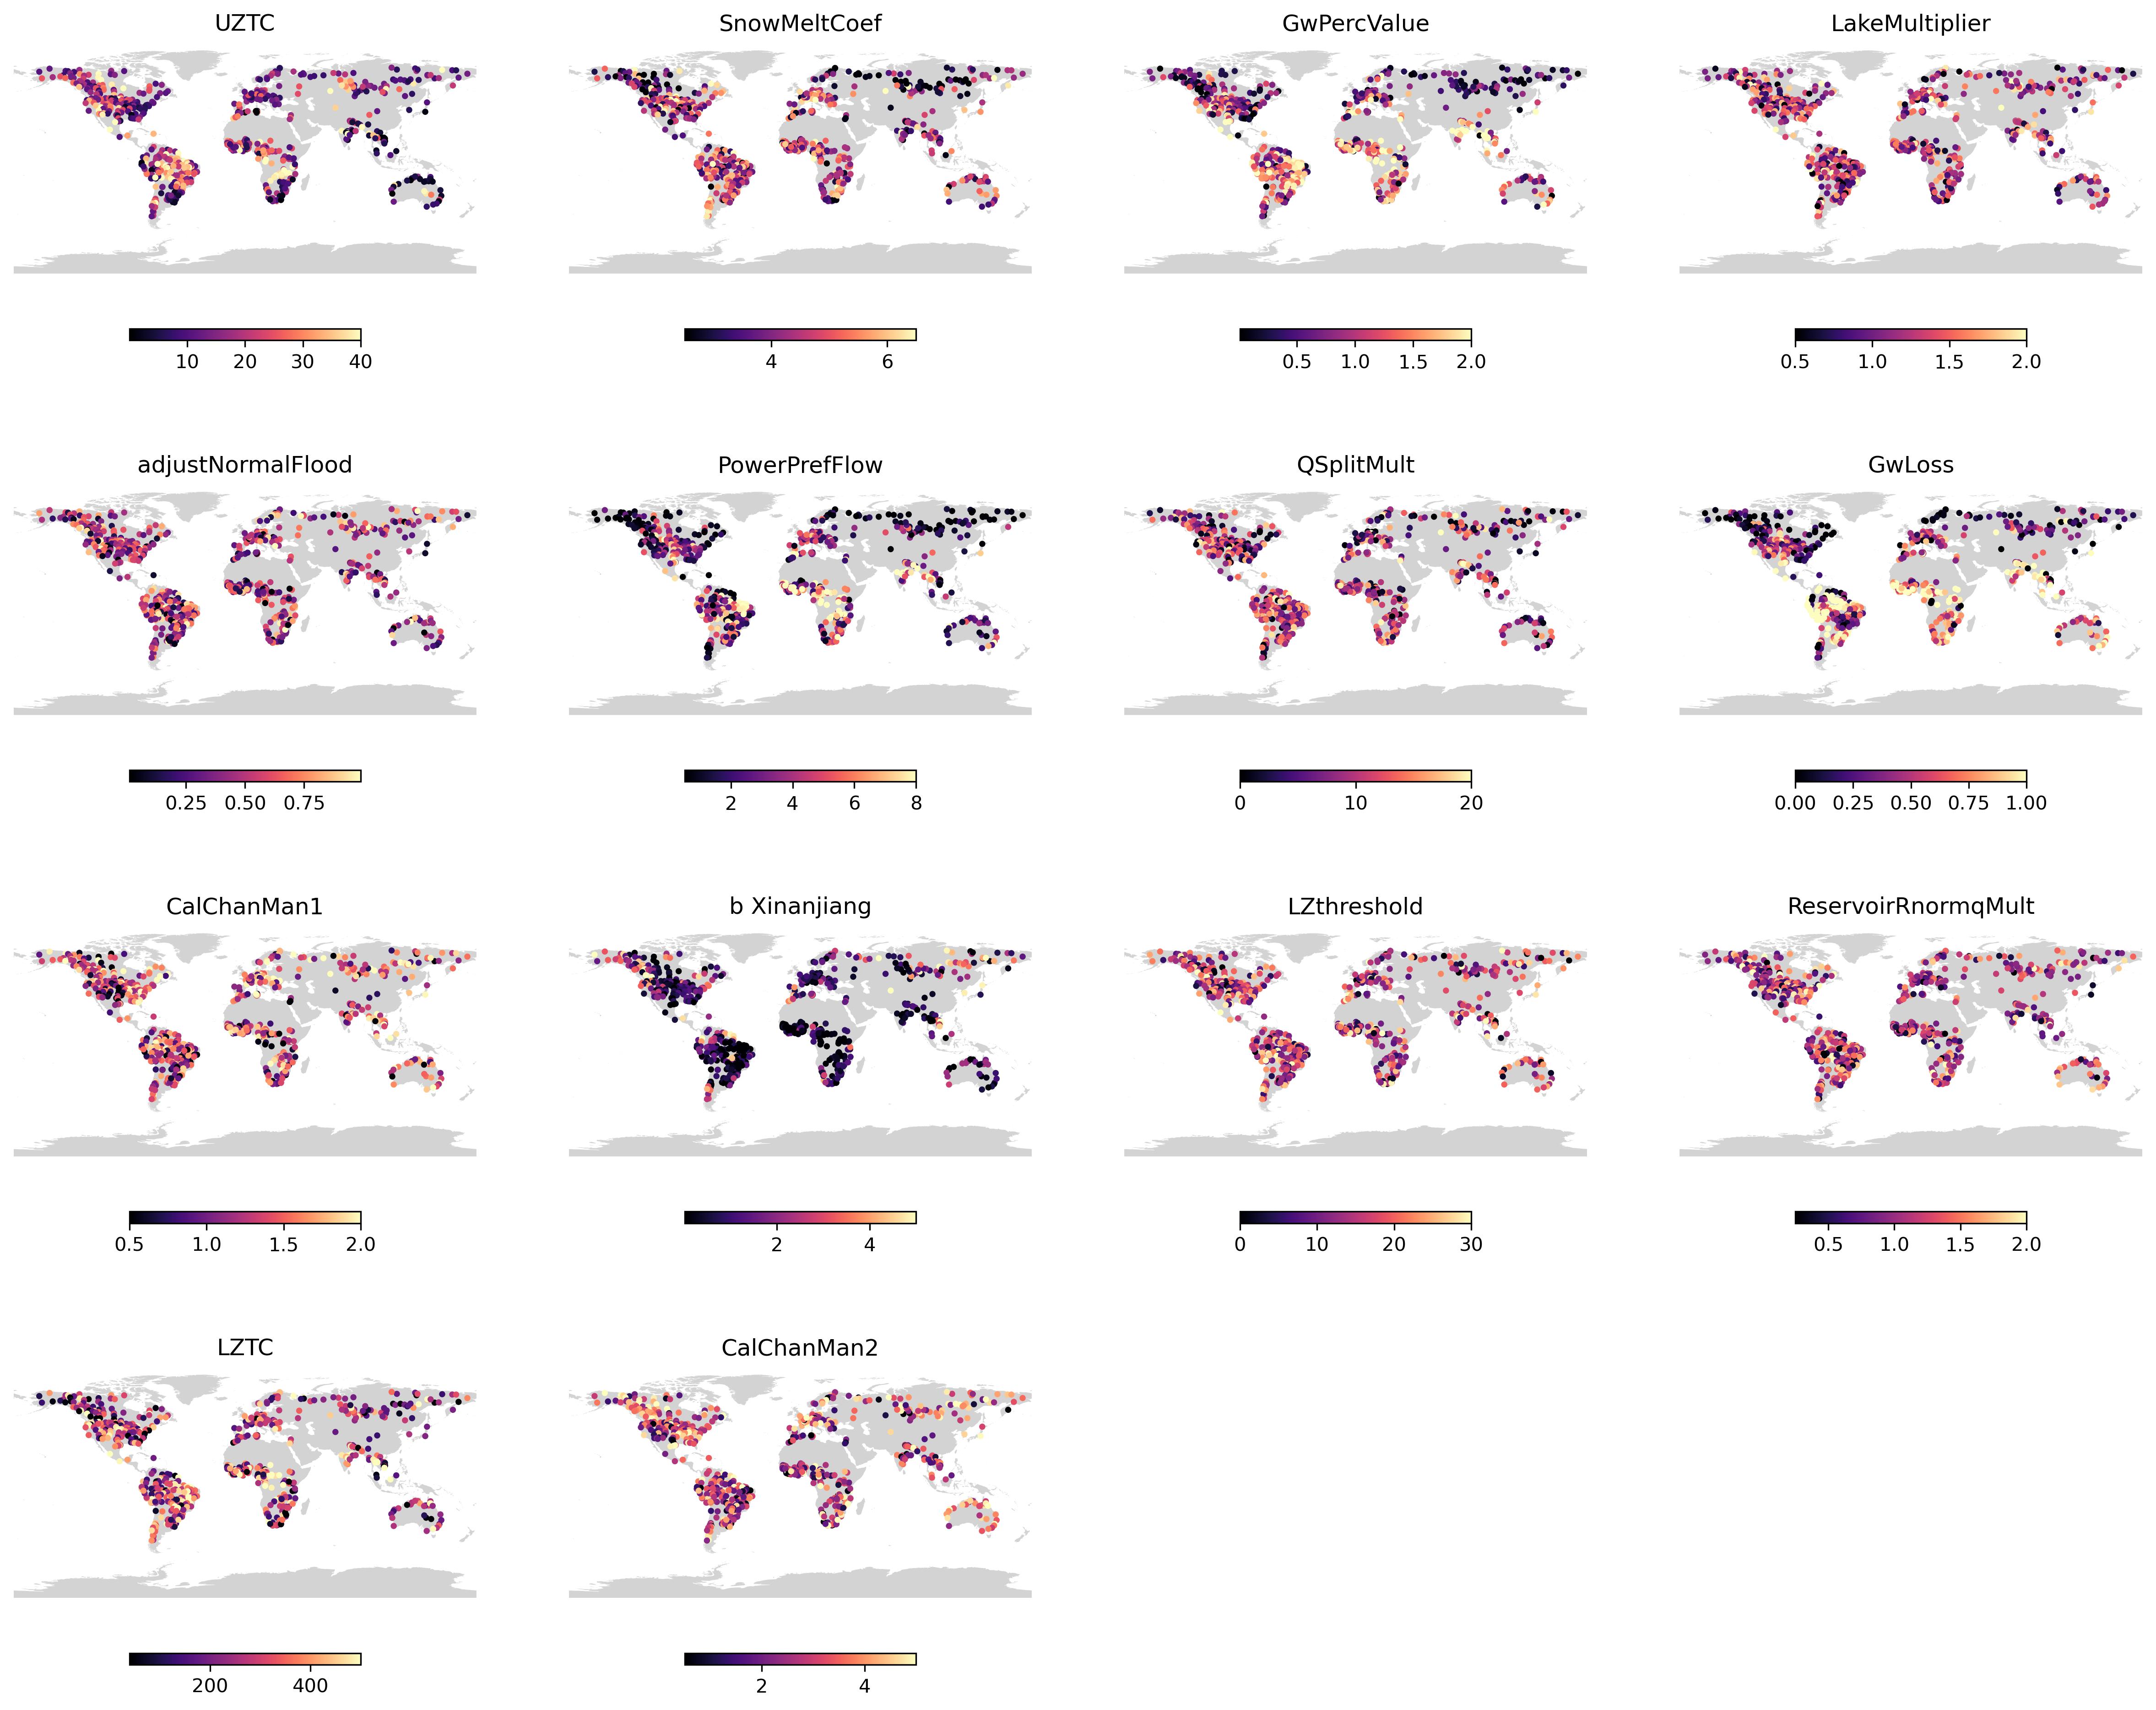 UZTC
SnowMeltCoef
GwPercValue
LakeMultiplier
10 20 30 40
4 6
0.5 1.0 1.5 2.0
0.5 1.0 1.5 2.0
adjustNormalFlood
PowerPrefFlow
QSplitMult
GwLoss
0.25 0.50 0.75
2 4 6 8
0 10 20
0.00 0.25 0.50 0.75 1.00
CalChanMan1
b Xinanjiang
LZthreshold
ReservoirRnormqMult
0.5 1.0 1.5 2.0
2 4
0 10 20 30
0.5 1.0 1.5 2.0
LZTC
CalChanMan2
200 400
2 4